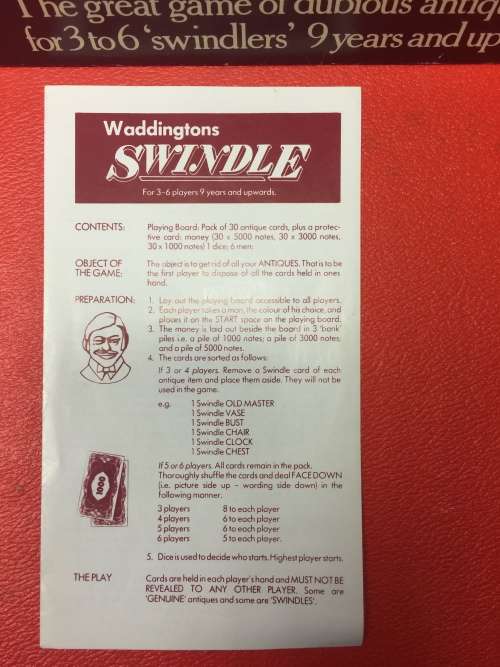 The great game of dubious antiq
for 3 to 6 'swindlers' 9 years and up
Waddingtons
SWINDLE
For 3-6 players 9 years and upwards.
CONTENTS: Playing Board: Pack of 30 antique cards, plus a protec-
tive card: money (30 x 5000 notes, 30 x 3000 notes,
30 x 1000 notes) 1 dice; 6 men;
OBJECT OF THE GAME: The object is to get rid of all your ANTIQUES. That is to be
the first player to dispose of all the cards held in ones
hand.
PREPARATION: 1. Lay out the playing board accessible to all players.
2. Each player takes a man, the colour of his choice, and
places it on the START space on the playing board.
3. The money is laid out beside the board in 3 'bank'
piles i.e. a pile of 1000 notes; a pile of 3000 notes;
and a pile of 5000 notes.
4. The cards are sorted as follows:
If 3 or 4 players. Remove a Swindle card of each
antique item and place them aside. They will not
be used in the game.
e.g. 1 Swindle OLD MASTER
1 Swindle VASE
1 Swindle BUST
1 Swindle CHAIR
1 Swindle CLOCK
1 Swindle CHEST
If 5 or 6 players. All cards remain in the pack.
Thoroughly shuffle the cards and deal FACE DOWN
(i.e. picture side up – wording side down) in the
following manner.
3 players 8 to each player
4 players 6 to each player
5 players 6 to each player
6 players 5 to each player.
1000
5. Dice is used to decide who starts. Highest player starts.
THE PLAY Cards are held in each player's hand and MUST NOT BE
REVEALED TO ANY OTHER PLAYER. Some are
'GENUINE' antiques and some are 'SWINDLES'.